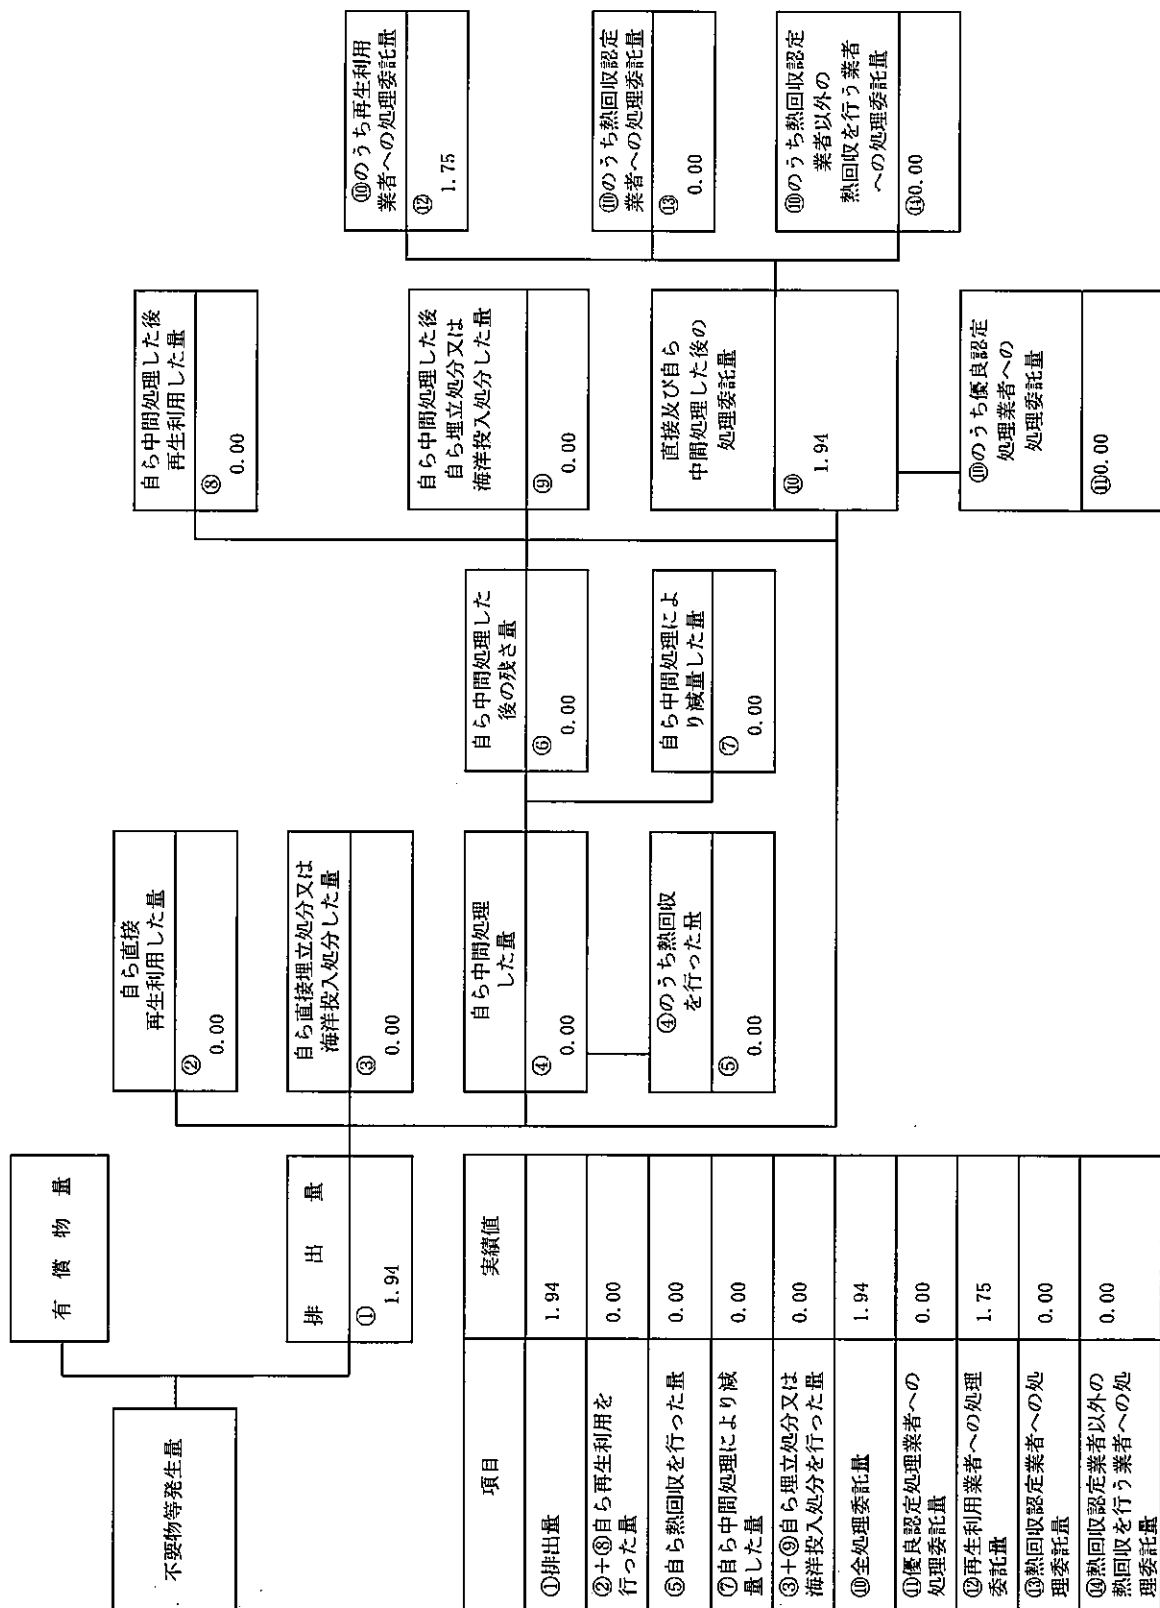 不要物等発生量
有償物量
排出量
①
1.94
自ら直接
再生利用した量
②
0.00
自ら直接埋立処分又は
海洋投入処分した量
③
0.00
自ら中間処理
した量
④
0.00
④のうち熱回収
を行った量
⑤
0.00
自ら中間処理した
後の残さ量
⑥
0.00
自ら中間処理によ
り減量した量
⑦
0.00
自ら中間処理した後
再生利用した量
⑧
0.00
自ら中間処理した後
自ら埋立処分又は
海洋投入処分した量
⑨
0.00
直接及び自ら
中間処理した後の
処理委託量
⑩
1.94
⑩のうち優良認定
処理業者への
処理委託量
⑪0.00
⑩のうち再生利用
業者への処理委託量
⑫
1.75
⑩のうち熱回収認定
業者への処理委託量
⑬
0.00
⑩のうち熱回収認定
業者以外の
熱回収を行う業者
への処理委託量
⑭0.00
項目 実績値
①排出量 1.94
②+⑧自ら再生利用を
行った量 0.00
⑤自ら熱回収を行った量 0.00
⑦自ら中間処理により減
量した量 0.00
③+⑨自ら埋立処分又は
海洋投入処分を行った量 0.00
⑩全処理委託量 1.94
⑪優良認定処理業者への
処理委託量 0.00
⑫再生利用業者への処理
委託量 1.75
⑬熱回収認定業者への処
理委託量 0.00
⑭熱回収認定業者以外の
熱回収を行う業者への処
理委託量 0.00